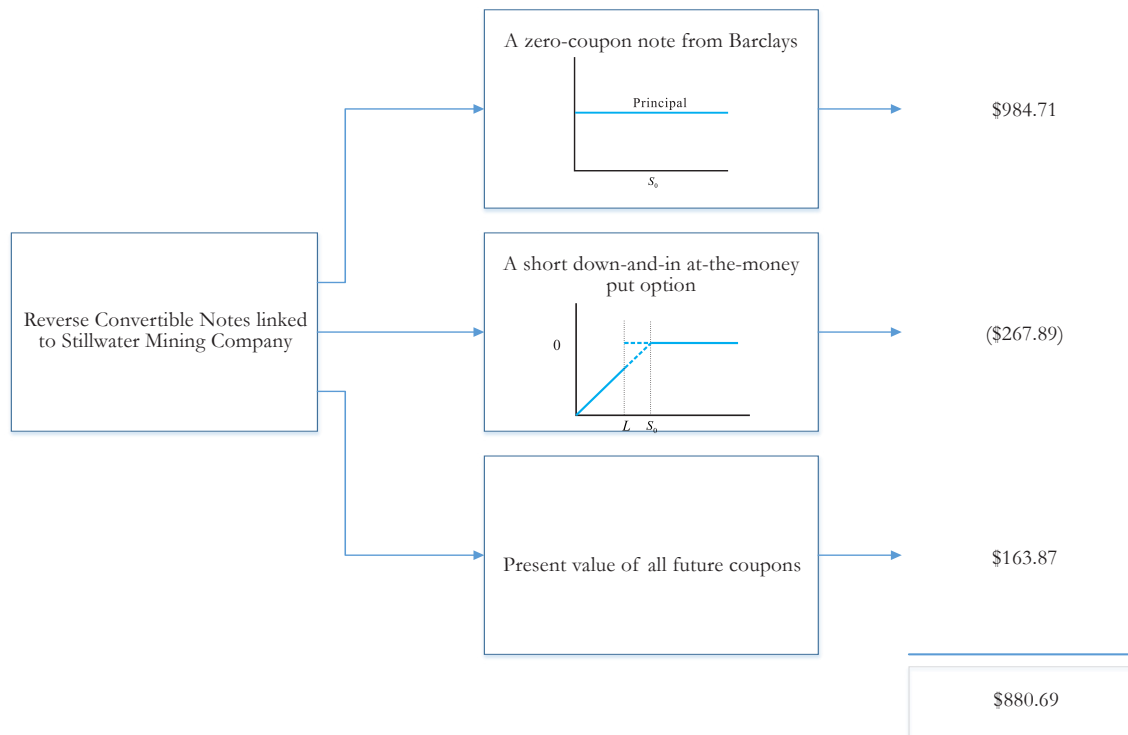 A zero-coupon note from Barclays
Principal
S₀
$984.71
Reverse Convertible Notes linked
to Stillwater Mining Company
A short down-and-in at-the-money
put option
0
L S₀
($267.89)
Present value of all future coupons
$163.87
$880.69